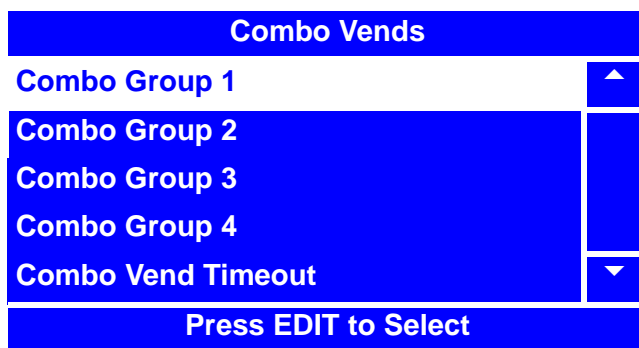 Combo Vends
Combo Group 1
Combo Group 2
Combo Group 3
Combo Group 4
Combo Vend Timeout
Press EDIT to Select